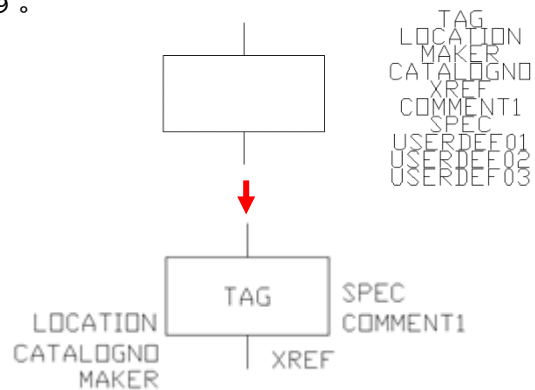 9。
TAG
LOCATION
MAKER
CATALOGNO
XREF
COMMENT1
SPEC
USERDEF01
USERDEF02
USERDEF03
TAG
SPEC
LOCATION
COMMENT1
CATALOGNO
XREF
MAKER